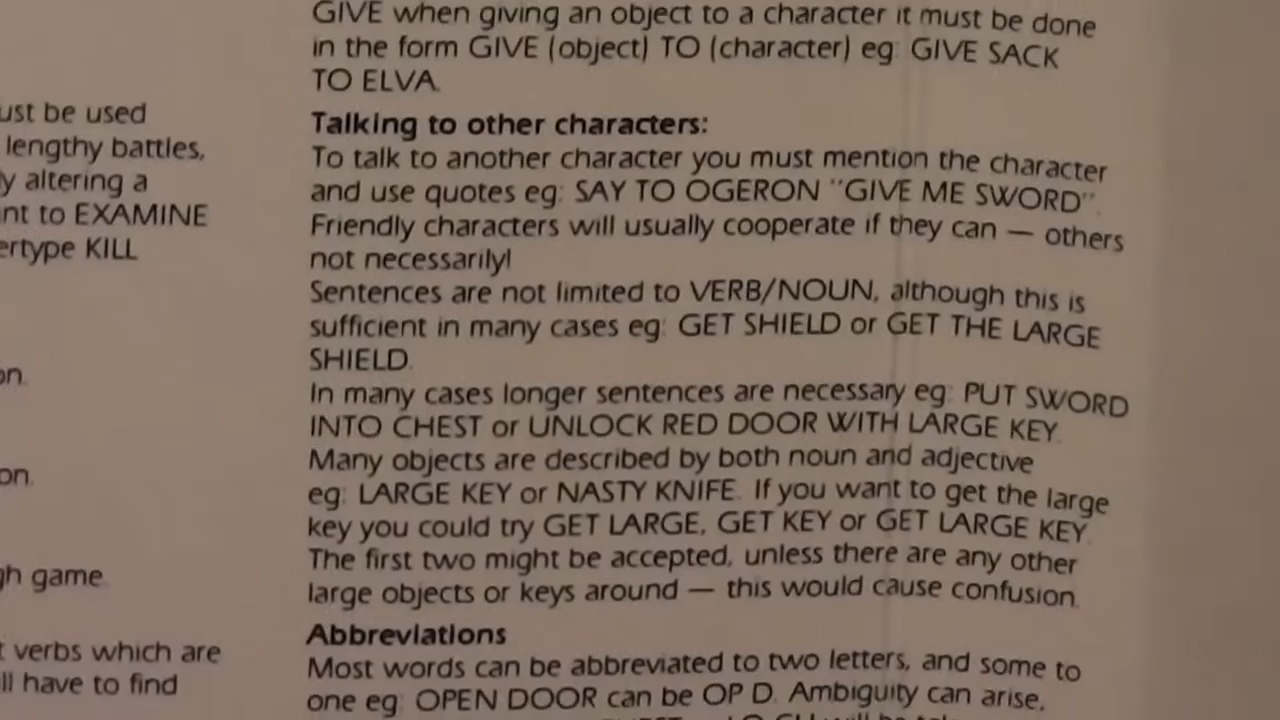 ust be used
lengthy battles,
ly altering a
nt to EXAMINE
ertype KILL
on.
on.
gh game.
t verbs which are
ll have to find
GIVE when giving an object to a character it must be done
in the form GIVE (object) TO (character) eg: GIVE SACK
TO ELVA.
Talking to other characters:
To talk to another character you must mention the character
and use quotes eg: SAY TO OGERON "GIVE ME SWORD".
Friendly characters will usually cooperate if they can — others
not necessarily!
Sentences are not limited to VERB/NOUN, although this is
sufficient in many cases eg: GET SHIELD or GET THE LARGE
SHIELD.
In many cases longer sentences are necessary eg: PUT SWORD
INTO CHEST or UNLOCK RED DOOR WITH LARGE KEY.
Many objects are described by both noun and adjective
eg: LARGE KEY or NASTY KNIFE. If you want to get the large
key you could try GET LARGE, GET KEY or GET LARGE KEY.
The first two might be accepted, unless there are any other
large objects or keys around — this would cause confusion.
Abbreviations
Most words can be abbreviated to two letters, and some to
one eg: OPEN DOOR can be OP D. Ambiguity can arise,